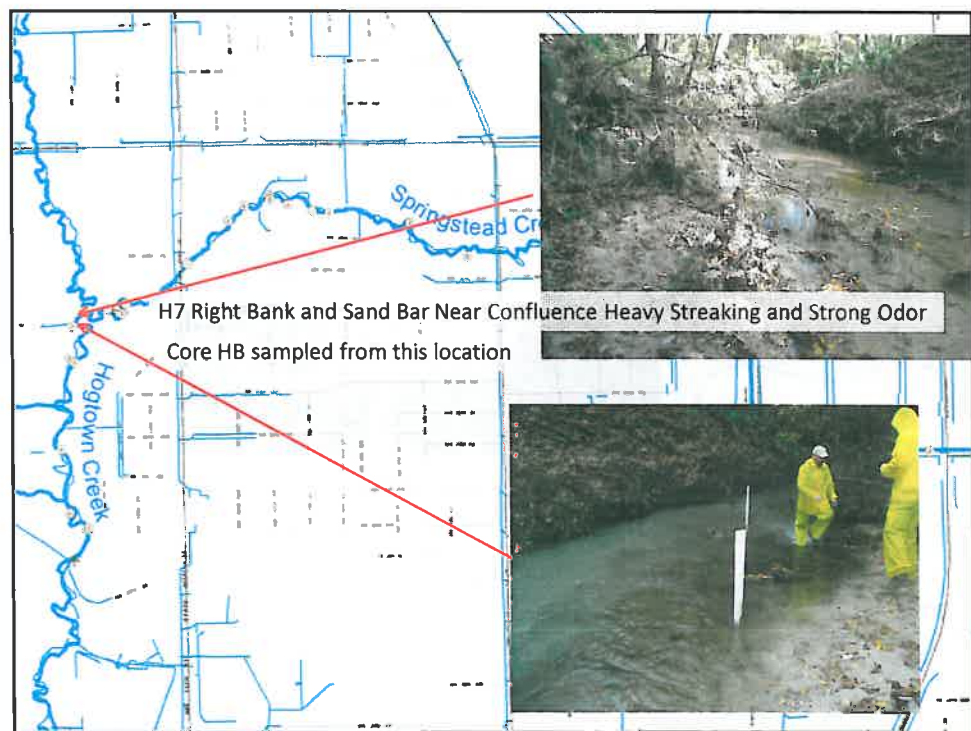 Springstead Cr
H7 Right Bank and Sand Bar Near Confluence Heavy Streaking and Strong Odor
Core HB sampled from this location
Hogtown Creek